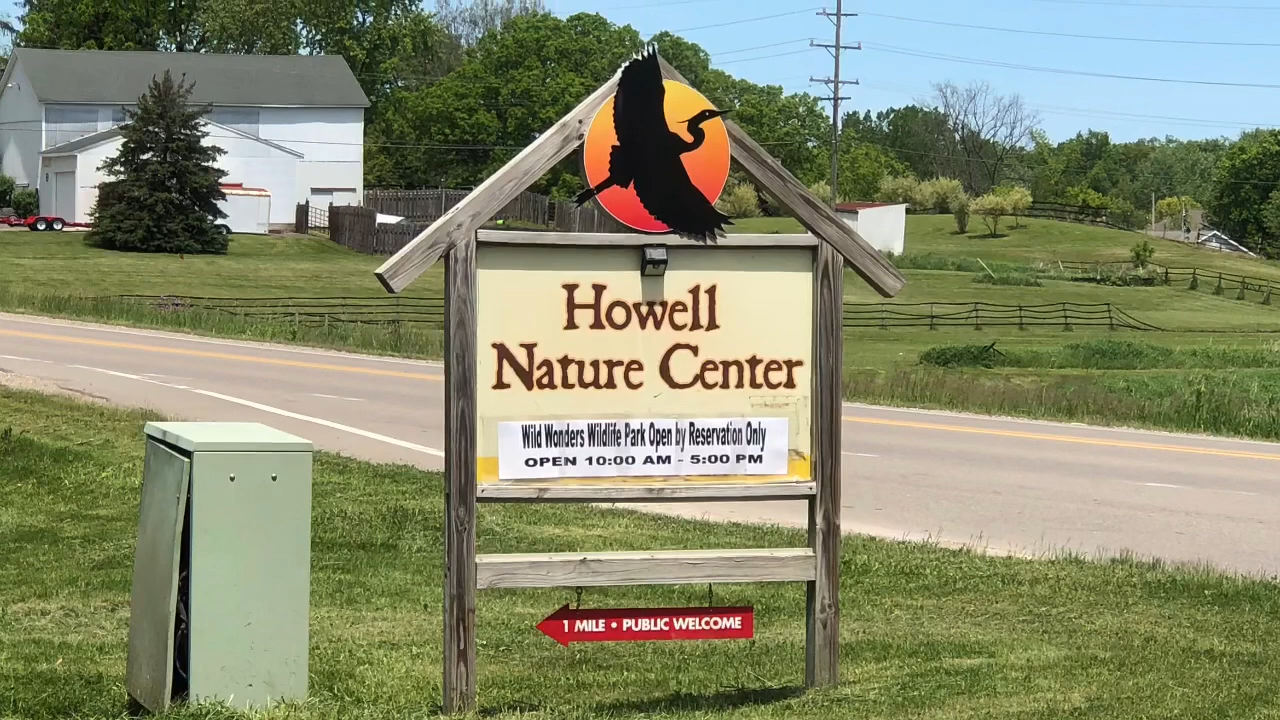 Howell
Nature Center
Wild Wonders Wildlife Park Open by Reservation Only
OPEN 10:00 AM - 5:00 PM
1 MILE • PUBLIC WELCOME